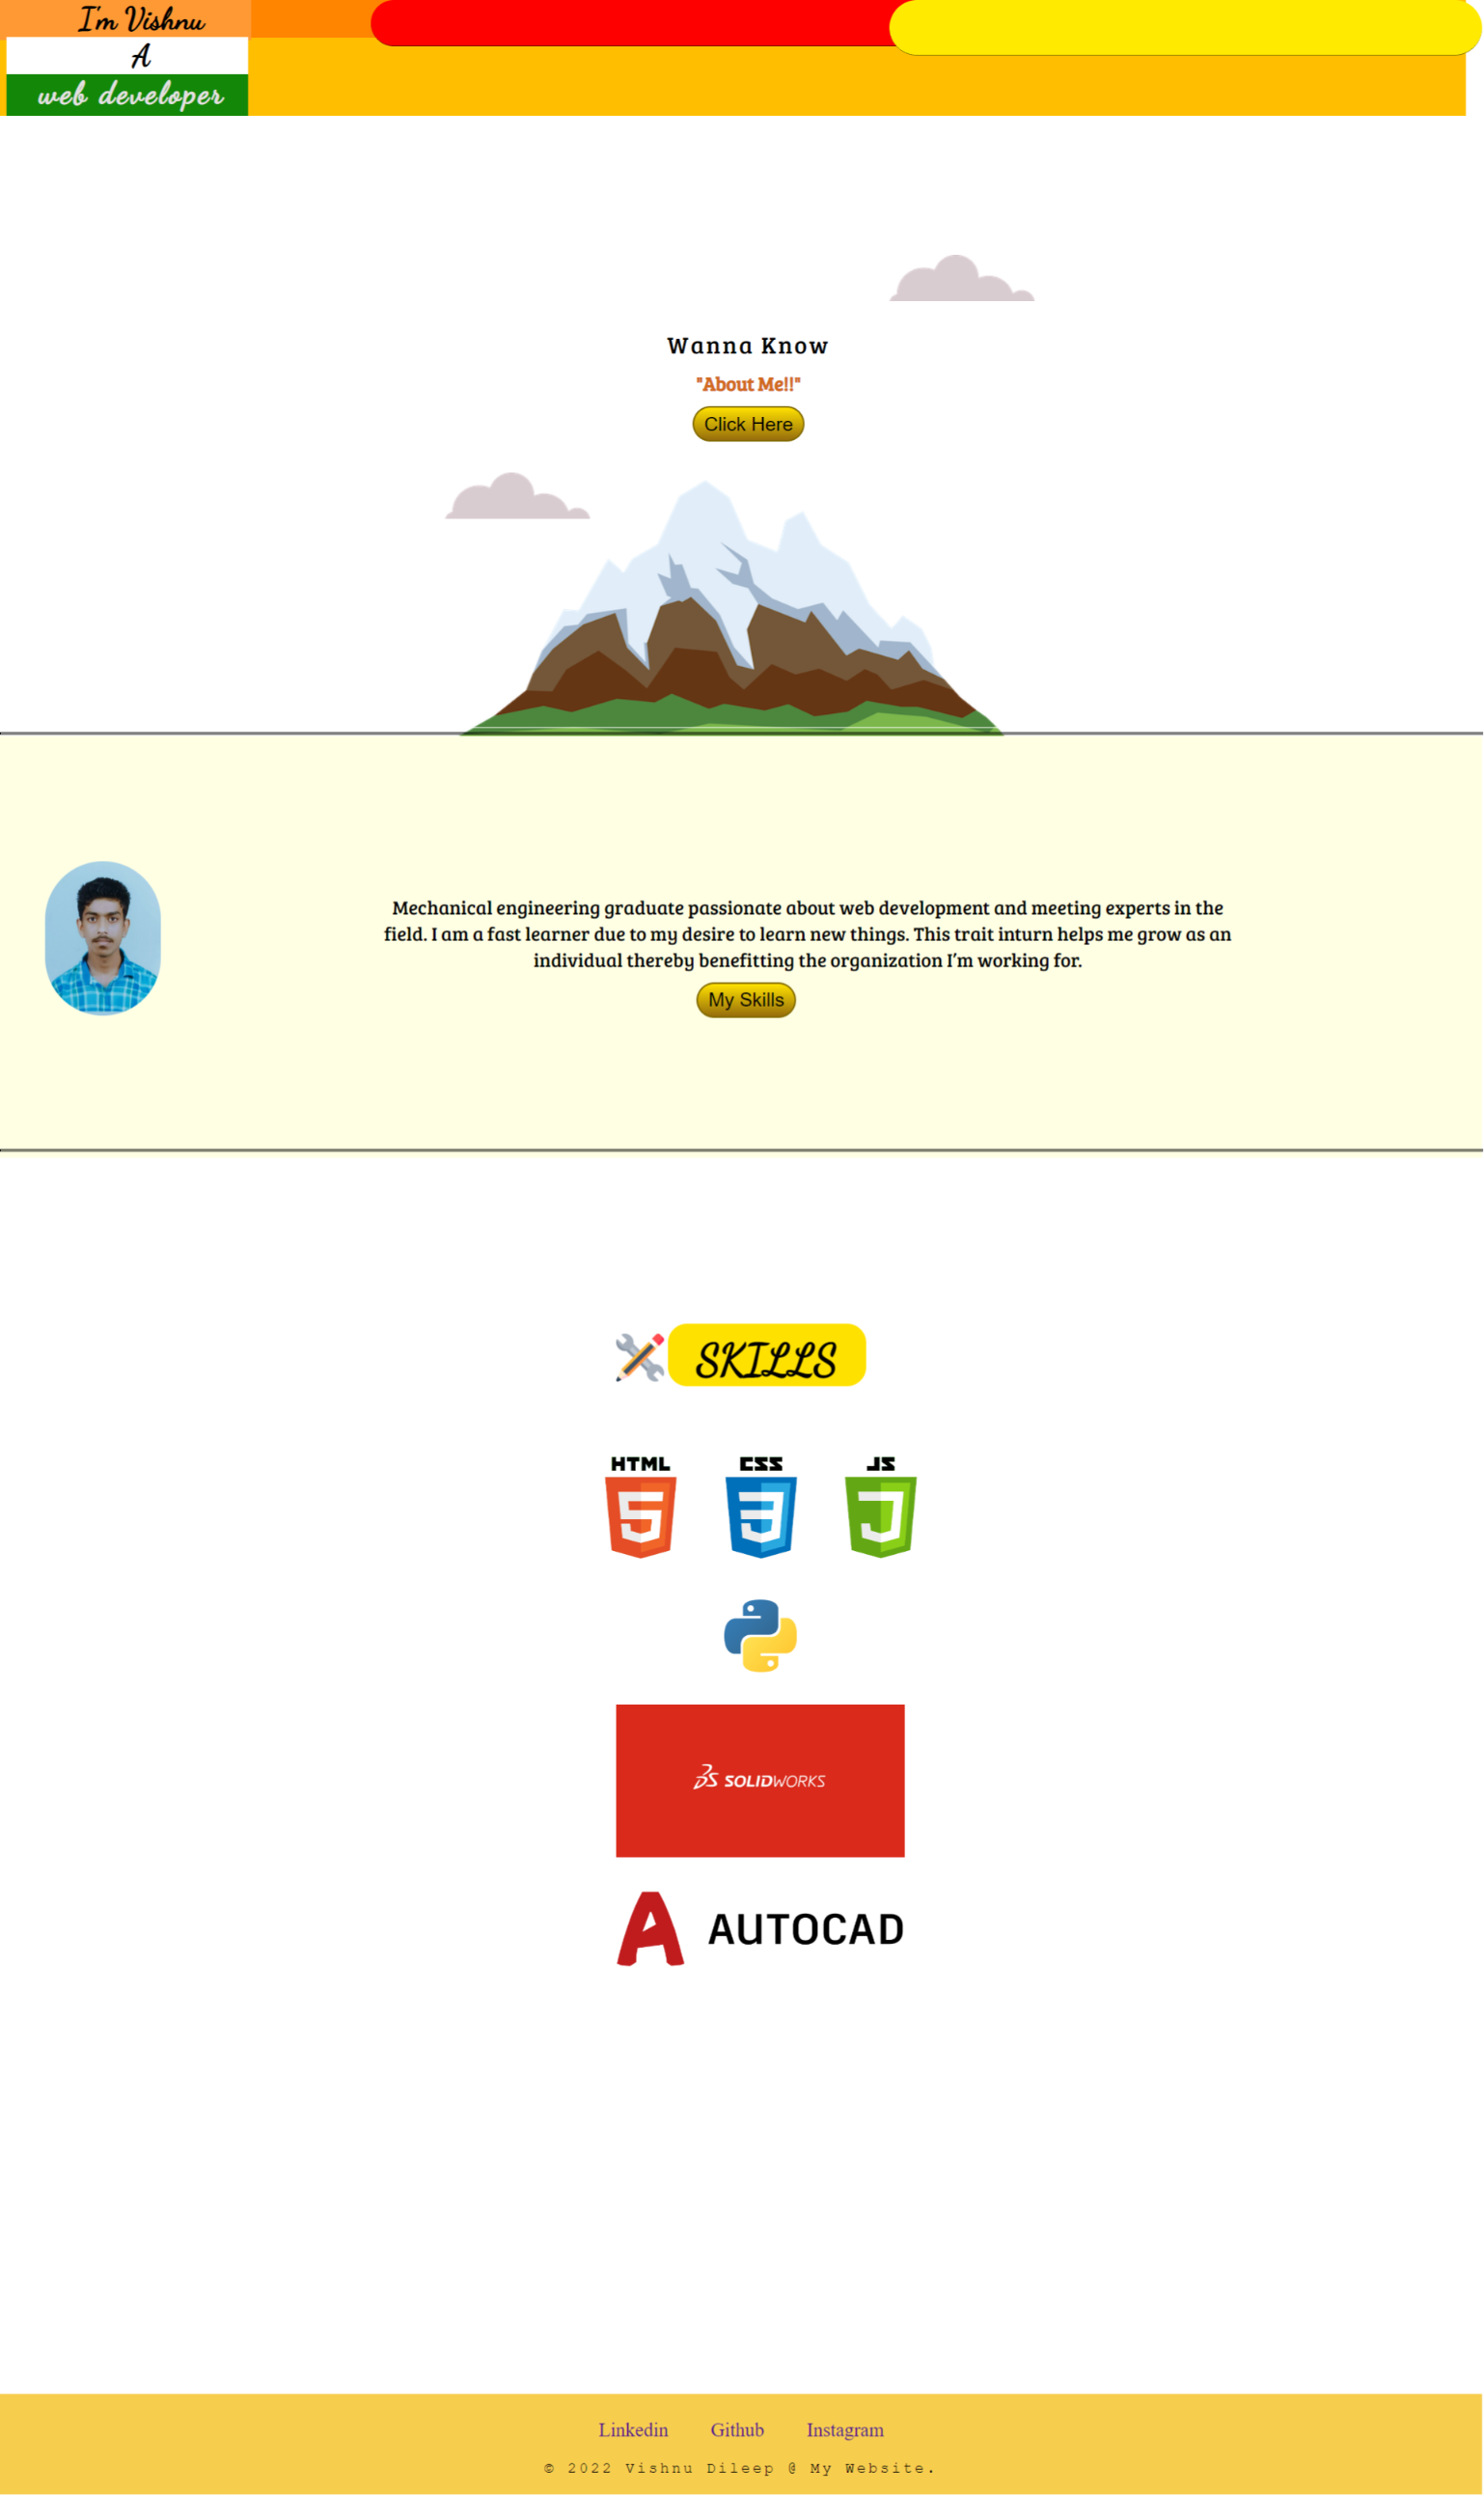 I'm Vishnu
A
web developer
Wanna Know
"About Me!!"
Click Here
Mechanical engineering graduate passionate about web development and meeting experts in the
field. I am a fast learner due to my desire to learn new things. This trait inturn helps me grow as an
individual thereby benefitting the organization I’m working for.
My Skills
SKILLS
HTML CSS JS
5 3 J
3S SOLIDWORKS
A AUTOCAD
Linkedin Github Instagram
© 2022 Vishnu Dileep @ My Website.